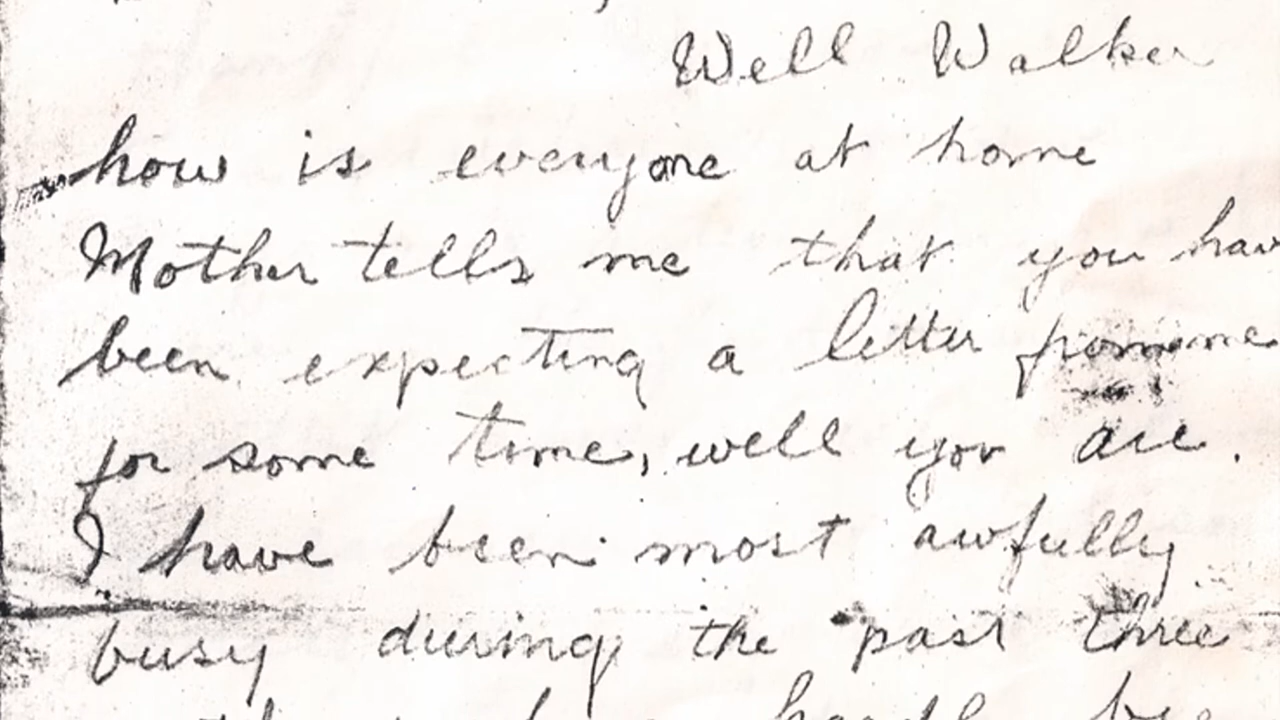 Well Walker
how is everyone at home
Mother tells me that you hav
been expecting a letter from me
for some time, well you are.
I have been most awfully
busy during the past three